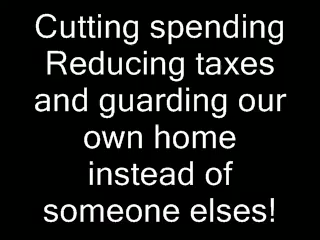 Cutting spending
Reducing taxes
and guarding our
own home
instead of
someone elses!